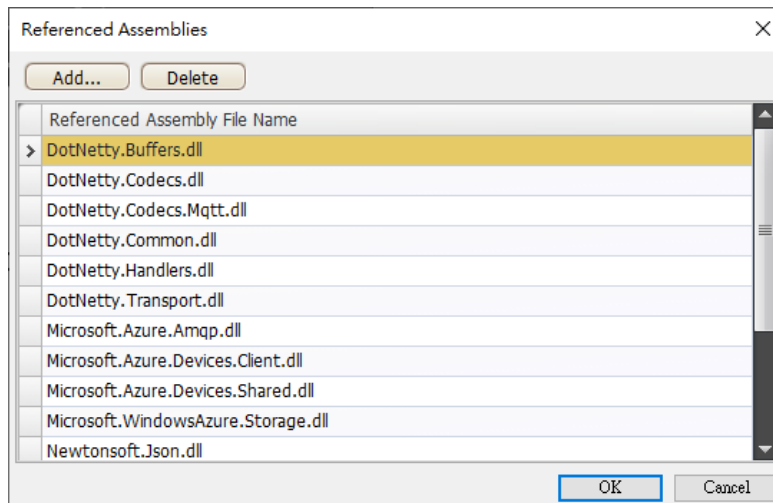 Referenced Assemblies
Add... Delete
Referenced Assembly File Name
DotNetty.Buffers.dll
DotNetty.Codecs.dll
DotNetty.Codecs.Mqtt.dll
DotNetty.Common.dll
DotNetty.Handlers.dll
DotNetty.Transport.dll
Microsoft.Azure.Amqp.dll
Microsoft.Azure.Devices.Client.dll
Microsoft.Azure.Devices.Shared.dll
Microsoft.WindowsAzure.Storage.dll
Newtonsoft.Json.dll
OK Cancel